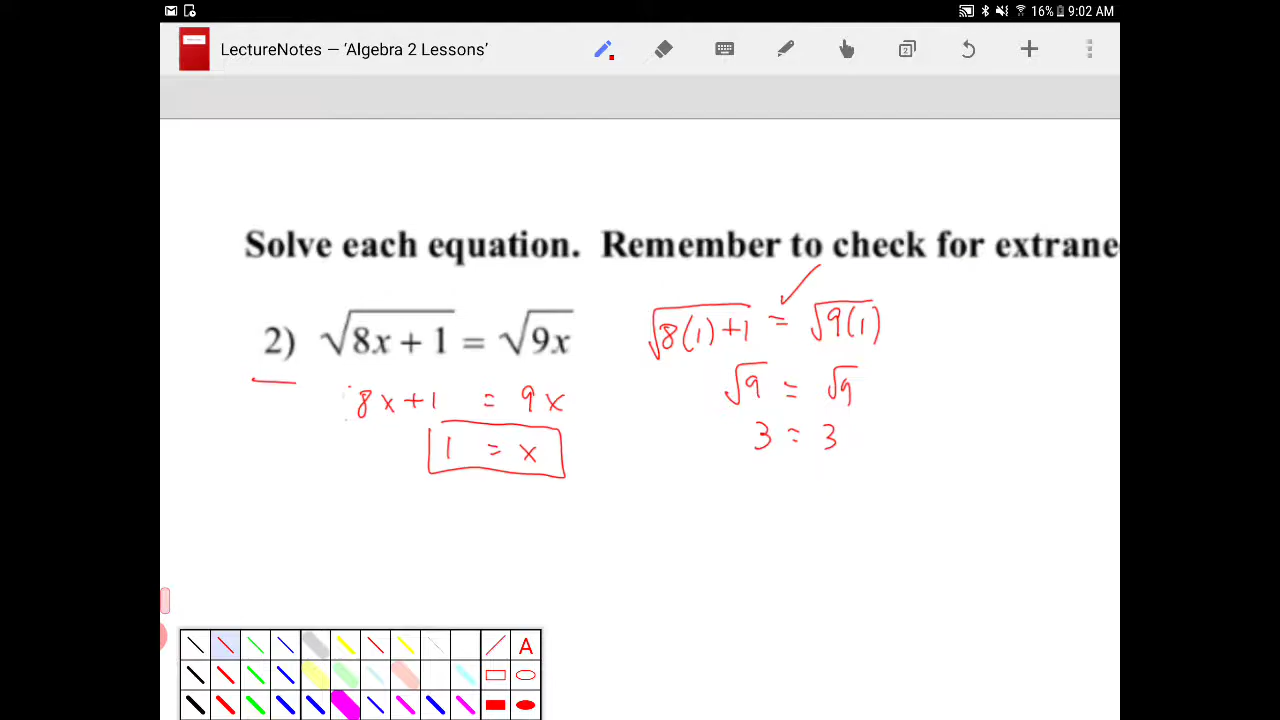 16% 9:02 AM
LectureNotes — ‘Algebra 2 Lessons’
2
Solve each equation. Remember to check for extrane
2) √8x + 1 = √9x
8x+1 = 9x
1 = x
√8(1)+1 = √9(1)
√9 = √9
3 = 3
A